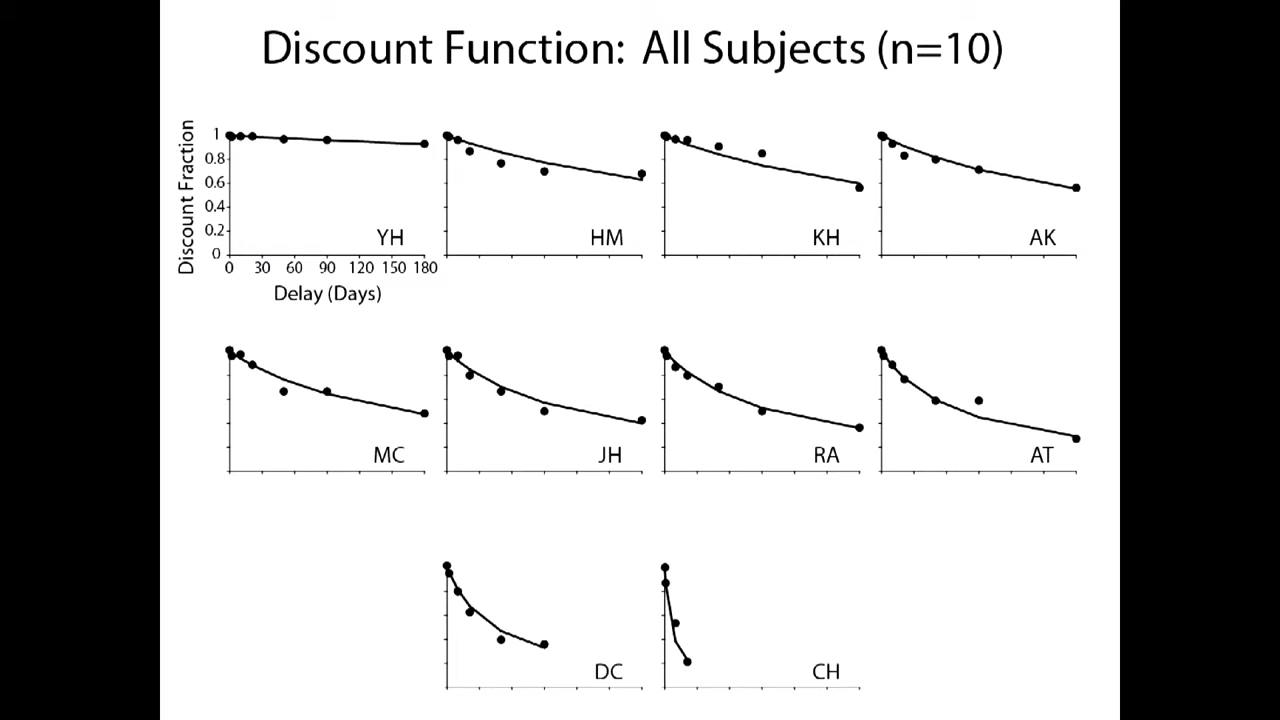 Discount Function: All Subjects (n=10)
Discount Fraction
1
0.8
0.6
0.4
0.2
0
0 30 60 90 120 150 180
Delay (Days)
YH
HM
KH
AK
MC
JH
RA
AT
DC
CH